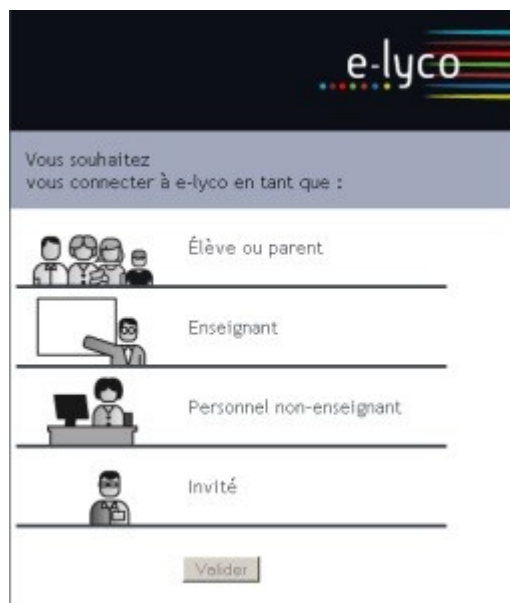 e-lyco
Vous souhaitez
vous connecter à e-lyco en tant que :
Élève ou parent
Enseignant
Personnel non-enseignant
Invité
Valider